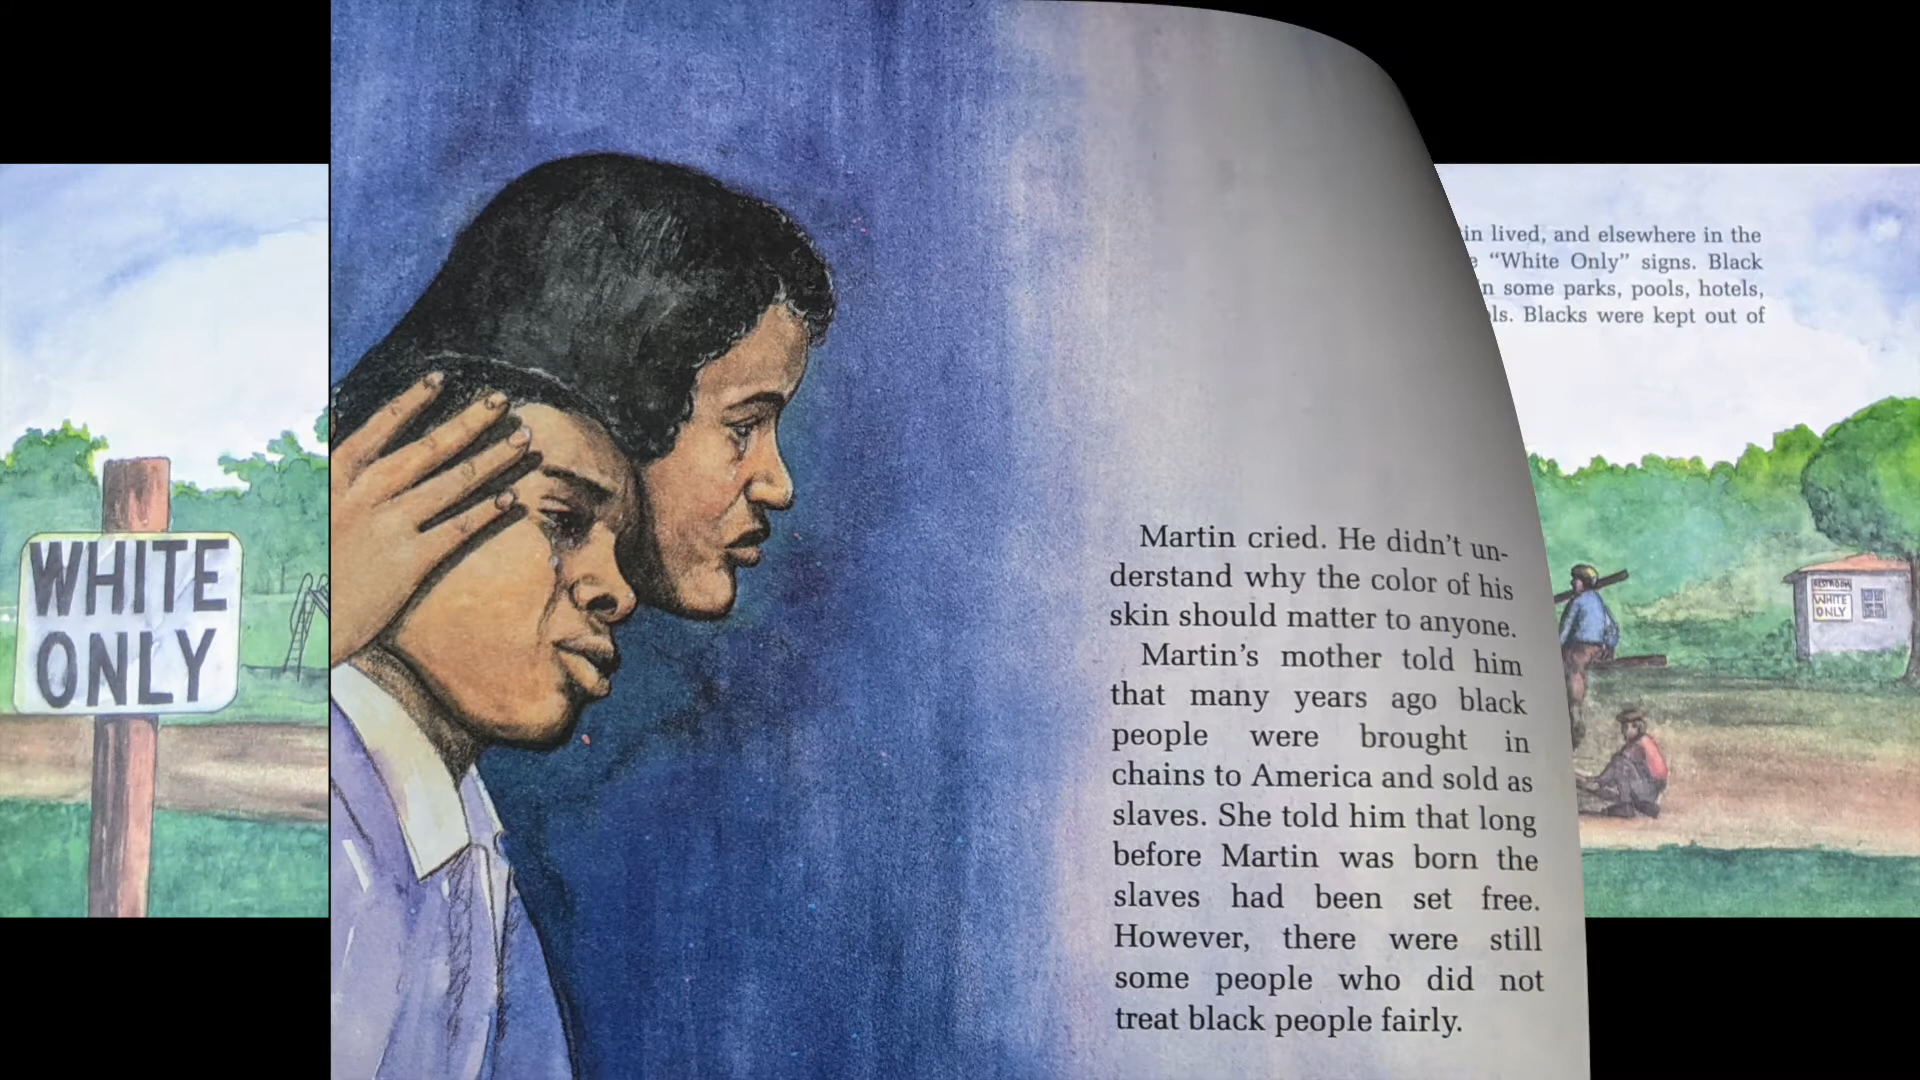 WHITE
ONLY
Martin cried. He didn't un-
derstand why the color of his
skin should matter to anyone.
Martin's mother told him
that many years ago black
people were brought in
chains to America and sold as
slaves. She told him that long
before Martin was born the
slaves had been set free.
However, there were still
some people who did not
treat black people fairly.
in lived, and elsewhere in the
"White Only" signs. Black
n some parks, pools, hotels,
ls. Blacks were kept out of
RESTROOM
WHITE
ONLY